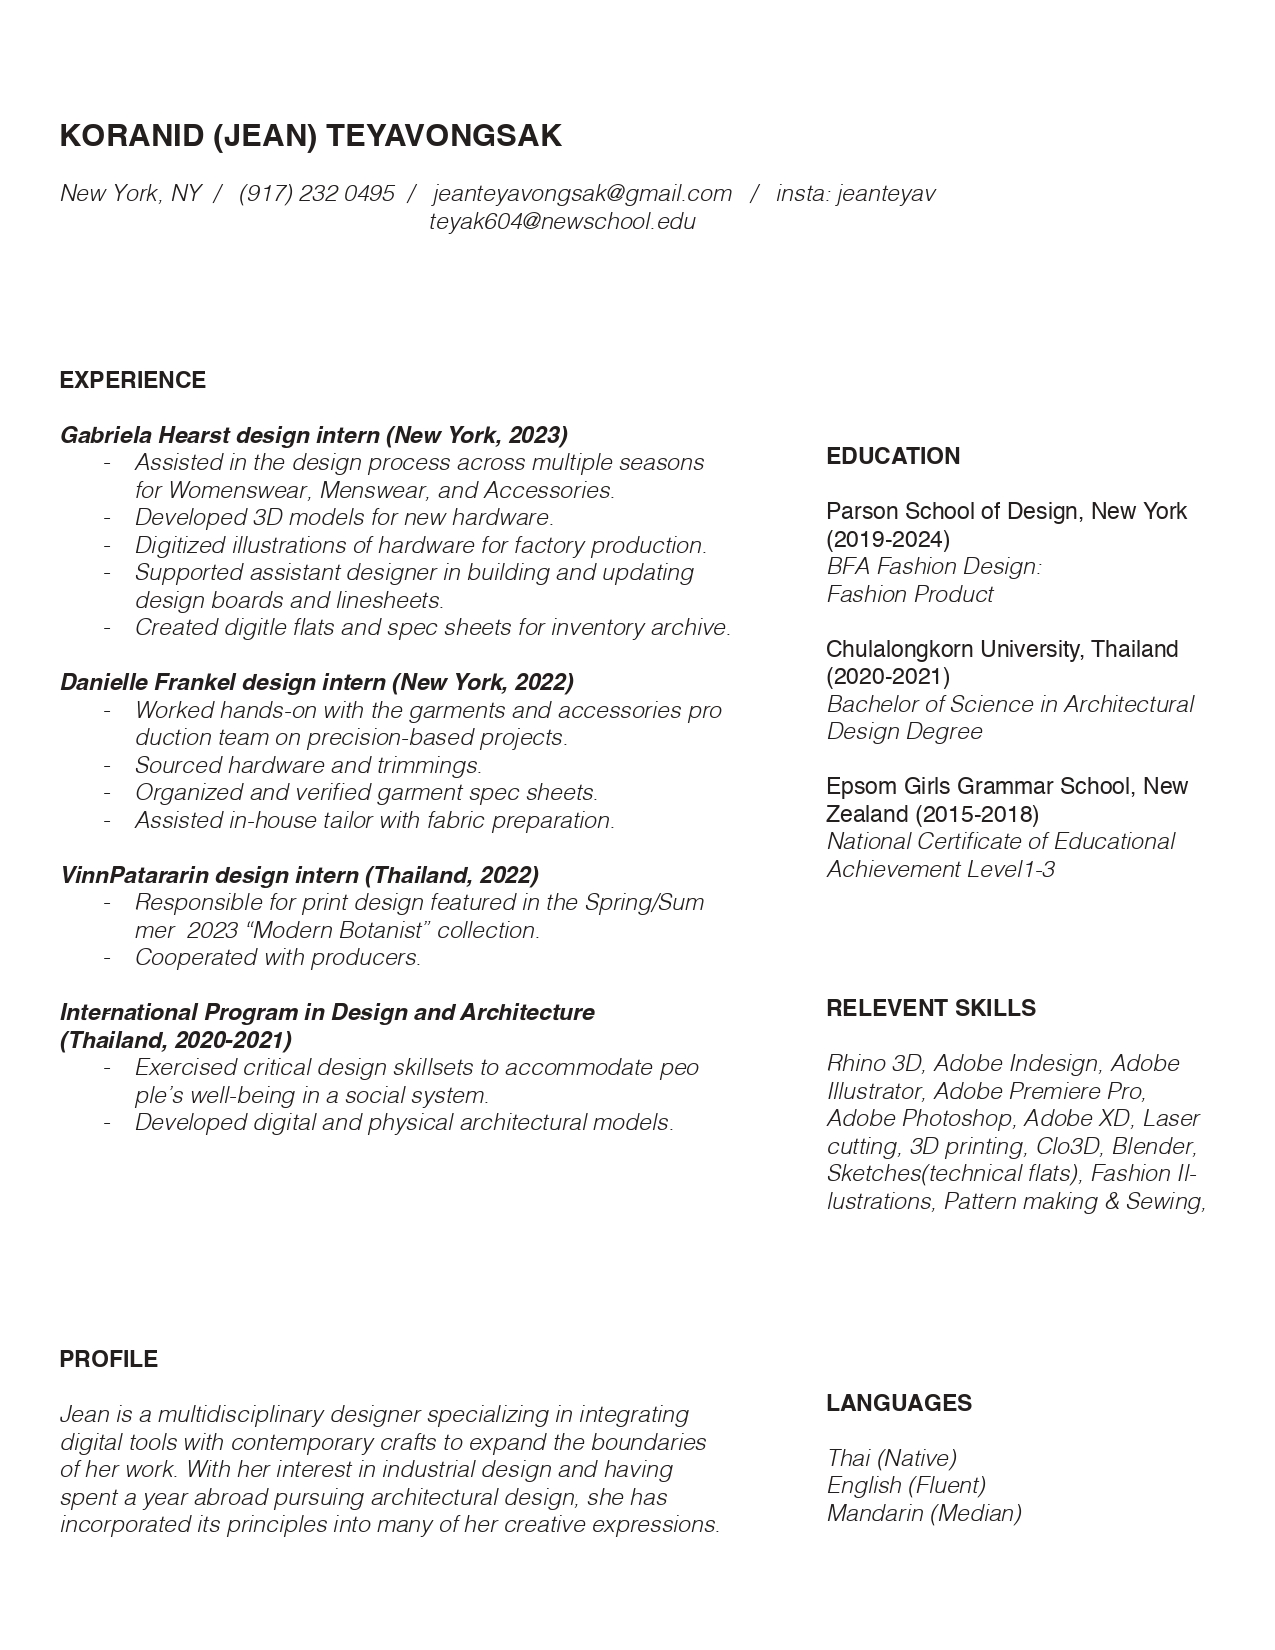 KORANID (JEAN) TEYAVONGSAK
New York, NY / (917) 232 0495 / jeanteyavongsak@gmail.com / insta: jeanteyav
teyak604@newschool.edu
EXPERIENCE
Gabriela Hearst design intern (New York, 2023)
- Assisted in the design process across multiple seasons
for Womenswear, Menswear, and Accessories.
- Developed 3D models for new hardware.
- Digitized illustrations of hardware for factory production.
- Supported assistant designer in building and updating
design boards and linesheets.
- Created digitle flats and spec sheets for inventory archive.
Danielle Frankel design intern (New York, 2022)
- Worked hands-on with the garments and accessories pro
duction team on precision-based projects.
- Sourced hardware and trimmings.
- Organized and verified garment spec sheets.
- Assisted in-house tailor with fabric preparation.
VinnPatararin design intern (Thailand, 2022)
- Responsible for print design featured in the Spring/Sum
mer 2023 “Modern Botanist” collection.
- Cooperated with producers.
International Program in Design and Architecture
(Thailand, 2020-2021)
- Exercised critical design skillsets to accommodate peo
ple’s well-being in a social system.
- Developed digital and physical architectural models.
PROFILE
Jean is a multidisciplinary designer specializing in integrating
digital tools with contemporary crafts to expand the boundaries
of her work. With her interest in industrial design and having
spent a year abroad pursuing architectural design, she has
incorporated its principles into many of her creative expressions.
EDUCATION
Parson School of Design, New York
(2019-2024)
BFA Fashion Design:
Fashion Product
Chulalongkorn University, Thailand
(2020-2021)
Bachelor of Science in Architectural
Design Degree
Epsom Girls Grammar School, New
Zealand (2015-2018)
National Certificate of Educational
Achievement Level1-3
RELEVENT SKILLS
Rhino 3D, Adobe Indesign, Adobe
Illustrator, Adobe Premiere Pro,
Adobe Photoshop, Adobe XD, Laser
cutting, 3D printing, Clo3D, Blender,
Sketches(technical flats), Fashion Il-
lustrations, Pattern making & Sewing,
LANGUAGES
Thai (Native)
English (Fluent)
Mandarin (Median)